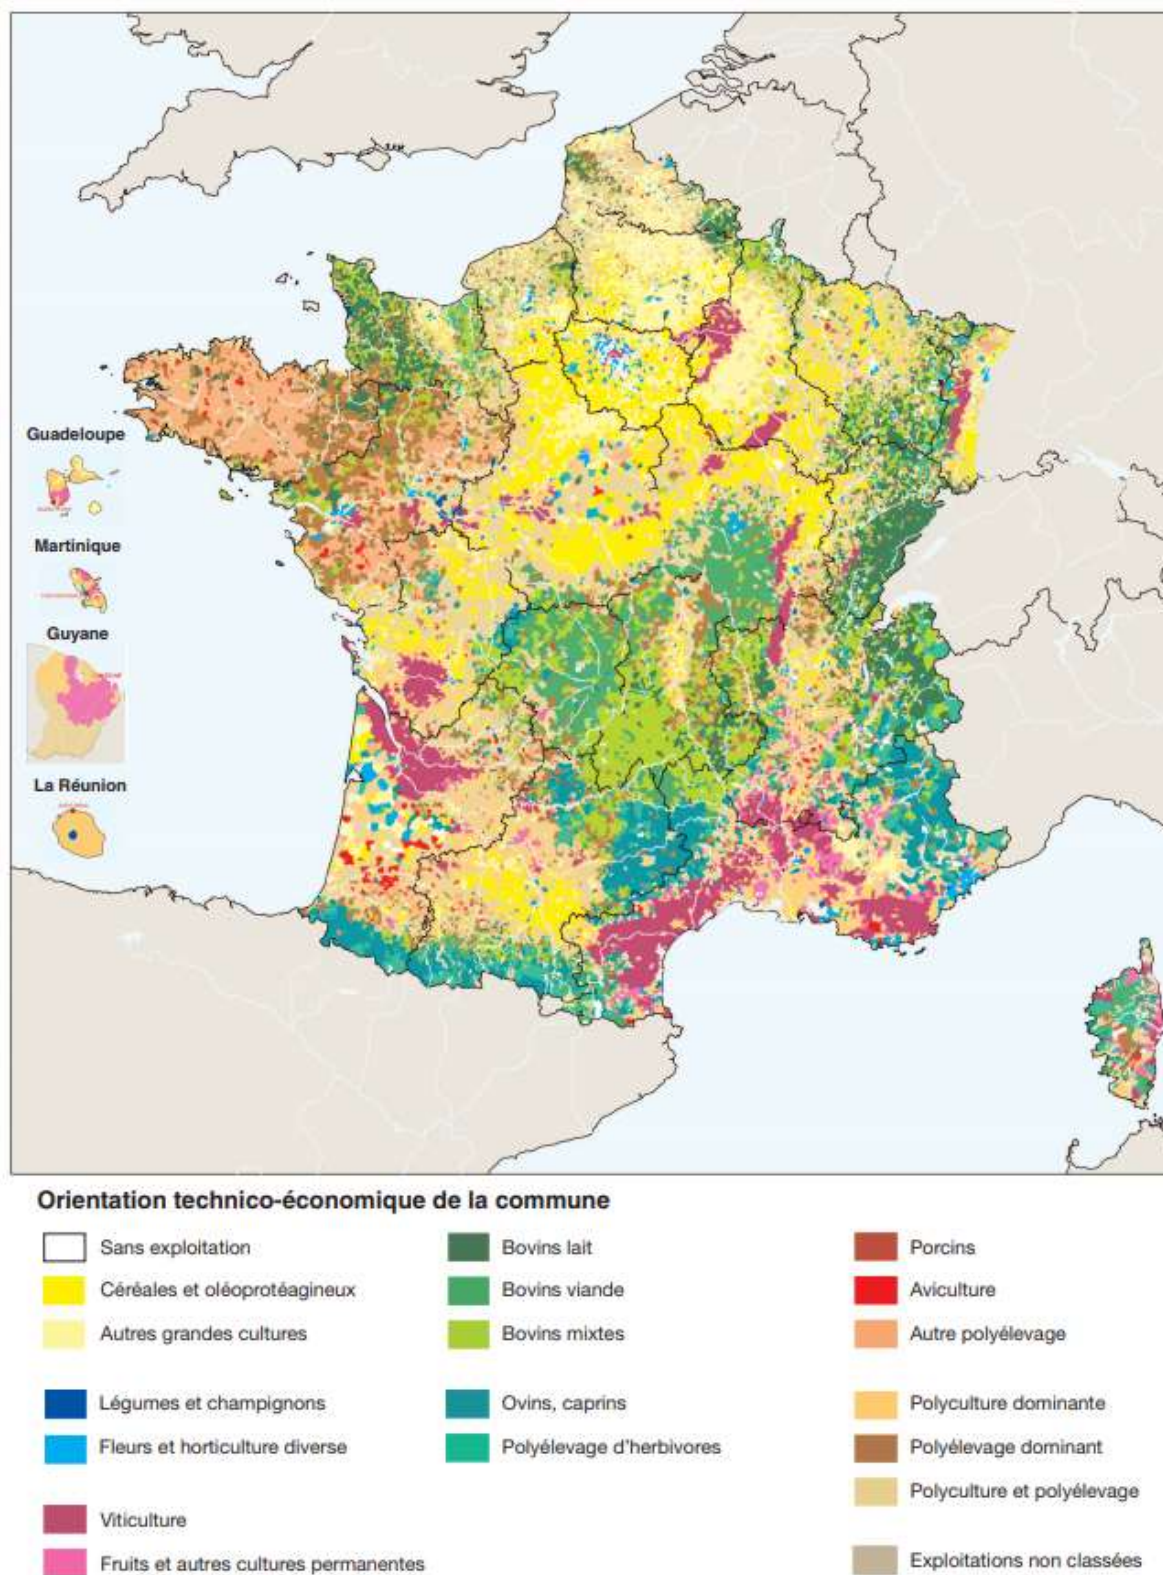 Guadeloupe
Martinique
Guyane
La Réunion
Orientation technico-économique de la commune
Sans exploitation
Céréales et oléoprotéagineux
Autres grandes cultures
Légumes et champignons
Fleurs et horticulture diverse
Viticulture
Fruits et autres cultures permanentes
Bovins lait
Bovins viande
Bovins mixtes
Ovins, caprins
Polyélevage d'herbivores
Porcins
Aviculture
Autre polyélevage
Polyculture dominante
Polyélevage dominant
Polyculture et polyélevage
Exploitations non classées